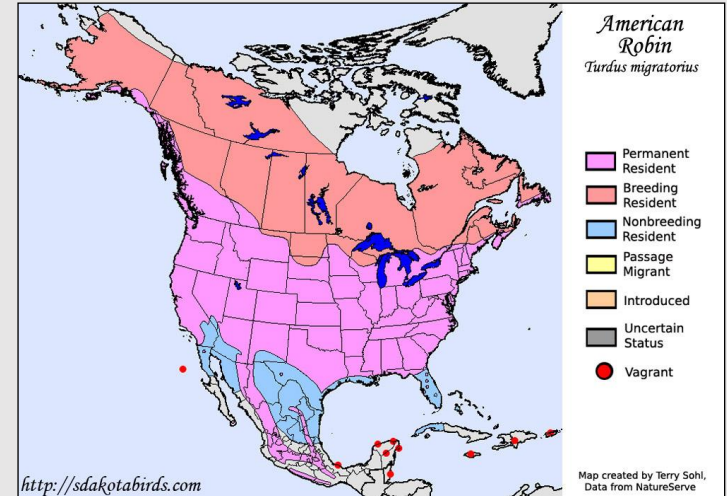 American
Robin
Turdus migratorius
Permanent
Resident
Breeding
Resident
Nonbreeding
Resident
Passage
Migrant
Introduced
Uncertain
Status
Vagrant
http://sdakotabirds.com
Map created by Terry Sohl,
Data from NatureServe